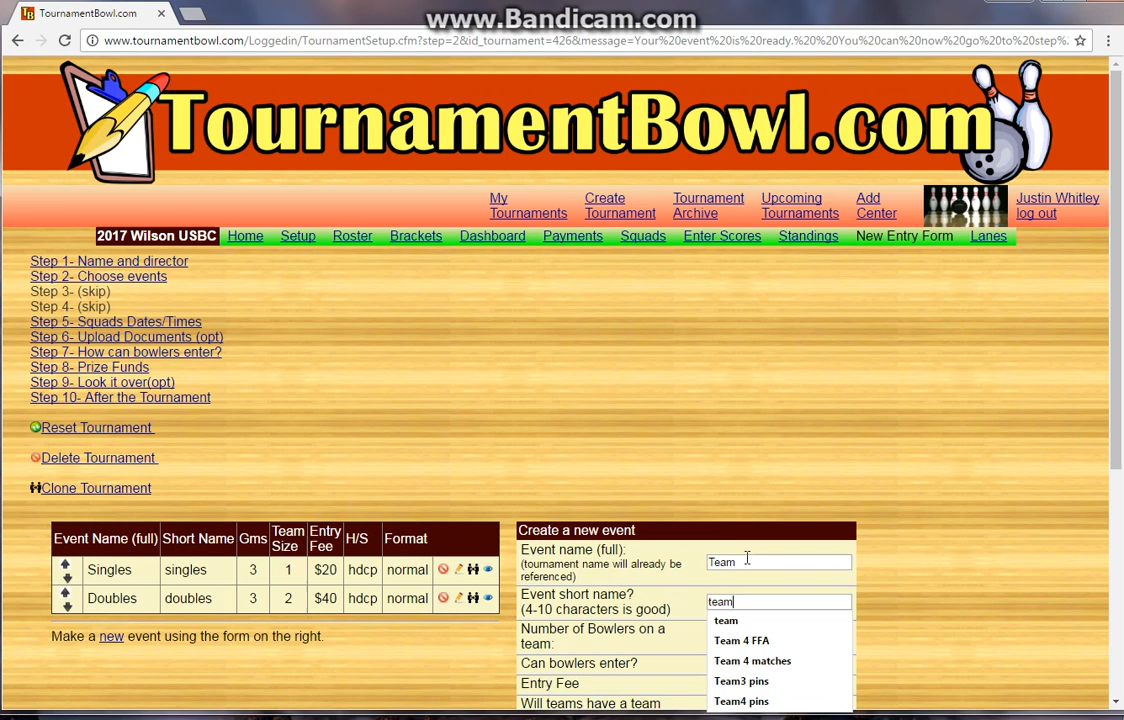 www.Bandicam.com
TournamentBowl.com
www.tournamentbowl.com/Loggedin/TournamentSetup.cfm?step=2&id_tournament=426&message=Your%20event%20is%20ready.%20%20You%20can%20now%20go%20to%20step%.
TournamentBowl.com
My Tournaments
Create Tournament
Tournament Archive
Upcoming Tournaments
Add Center
Justin Whitley
log out
2017 Wilson USBC Home Setup Roster Brackets Dashboard Payments Squads Enter Scores Standings New Entry Form Lanes
Step 1- Name and director
Step 2- Choose events
Step 3- (skip)
Step 4- (skip)
Step 5- Squads Dates/Times
Step 6- Upload Documents (opt)
Step 7- How can bowlers enter?
Step 8- Prize Funds
Step 9- Look it over(opt)
Step 10- After the Tournament
Reset Tournament
Delete Tournament
Clone Tournament
Event Name (full) Short Name Gms Team Size Entry Fee H/S Format
Singles singles 3 1 $20 hdcp normal
Doubles doubles 3 2 $40 hdcp normal
Make a new event using the form on the right.
Create a new event
Event name (full):
(tournament name will already be
referenced)
Team
Event short name?
(4-10 characters is good)
team
Number of Bowlers on a
team:
Can bowlers enter?
Entry Fee
Will teams have a team
team
Team 4 FFA
Team 4 matches
Team3 pins
Team4 pins